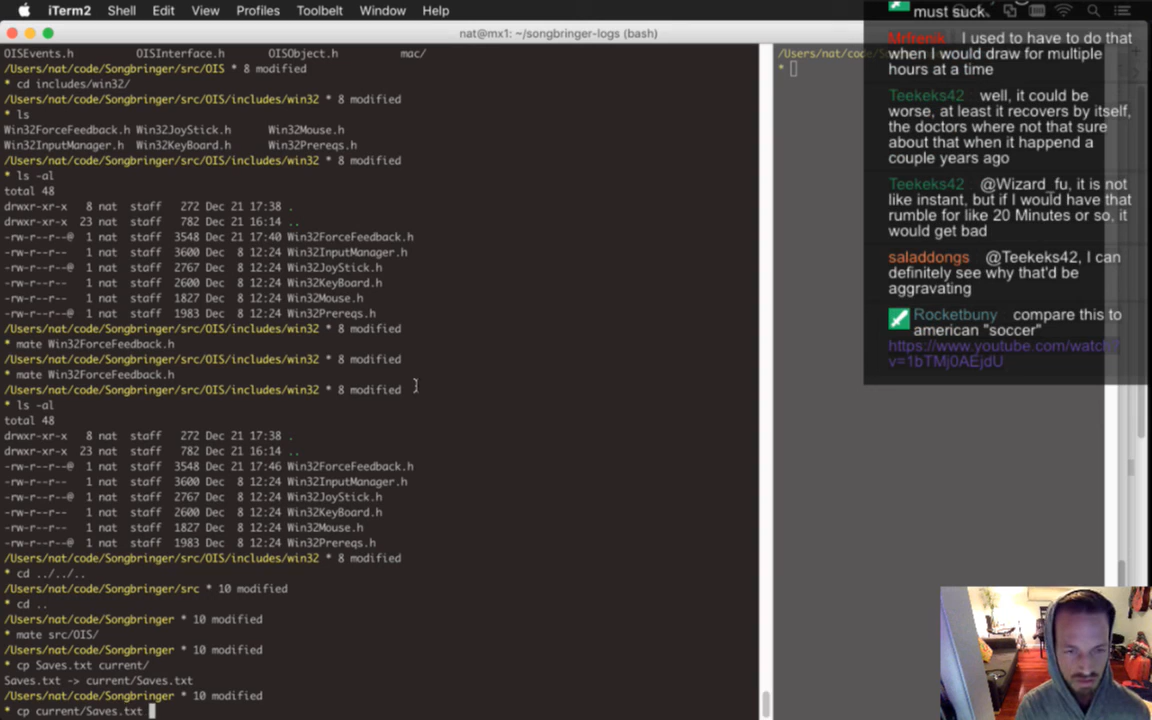 iTerm2 Shell Edit View Profiles Toolbelt Window Help
nat@mx1: ~/songbringer-logs (bash)
OISEvents.h OISInterface.h OISObject.h mac/
/Users/nat/code/Songbringer/src/OIS * 8 modified
* cd includes/win32/
/Users/nat/code/Songbringer/src/OIS/includes/win32 * 8 modified
* ls
Win32ForceFeedback.h Win32JoyStick.h Win32Mouse.h
Win32InputManager.h Win32KeyBoard.h Win32Prereqs.h
/Users/nat/code/Songbringer/src/OIS/includes/win32 * 8 modified
* ls -al
total 48
drwxr-xr-x 8 nat staff 272 Dec 21 17:38 .
drwxr-xr-x 23 nat staff 782 Dec 21 16:14 ..
-rw-r--r--@ 1 nat staff 3548 Dec 21 17:40 Win32ForceFeedback.h
-rw-r--r-- 1 nat staff 3600 Dec 8 12:24 Win32InputManager.h
-rw-r--r--@ 1 nat staff 2767 Dec 8 12:24 Win32JoyStick.h
-rw-r--r-- 1 nat staff 2600 Dec 8 12:24 Win32KeyBoard.h
-rw-r--r-- 1 nat staff 1827 Dec 8 12:24 Win32Mouse.h
-rw-r--r--@ 1 nat staff 1983 Dec 8 12:24 Win32Prereqs.h
/Users/nat/code/Songbringer/src/OIS/includes/win32 * 8 modified
* mate Win32ForceFeedback.h
/Users/nat/code/Songbringer/src/OIS/includes/win32 * 8 modified
* mate Win32ForceFeedback.h
/Users/nat/code/Songbringer/src/OIS/includes/win32 * 8 modified
* ls -al
total 48
drwxr-xr-x 8 nat staff 272 Dec 21 17:38 .
drwxr-xr-x 23 nat staff 782 Dec 21 16:14 ..
-rw-r--r--@ 1 nat staff 3548 Dec 21 17:46 Win32ForceFeedback.h
-rw-r--r-- 1 nat staff 3600 Dec 8 12:24 Win32InputManager.h
-rw-r--r--@ 1 nat staff 2767 Dec 8 12:24 Win32JoyStick.h
-rw-r--r-- 1 nat staff 2600 Dec 8 12:24 Win32KeyBoard.h
-rw-r--r-- 1 nat staff 1827 Dec 8 12:24 Win32Mouse.h
-rw-r--r--@ 1 nat staff 1983 Dec 8 12:24 Win32Prereqs.h
/Users/nat/code/Songbringer/src/OIS/includes/win32 * 8 modified
* cd ../../..
/Users/nat/code/Songbringer/src * 10 modified
* cd ..
/Users/nat/code/Songbringer * 10 modified
* mate src/OIS/
/Users/nat/code/Songbringer * 10 modified
* cp Saves.txt current/
Saves.txt -> current/Saves.txt
/Users/nat/code/Songbringer * 10 modified
* cp current/Saves.txt
*
must suck
Mrfrenik I used to have to do that
when I would draw for multiple
hours at a time
Teekeks42 well, it could be
worse, at least it recovers by itself,
the doctors where not that sure
about that when it happend a
couple years ago
Teekeks42 @Wizard_fu, it is not
like instant, but if I would have that
rumble for like 20 Minutes or so, it
would get bad
saladdongs @Teekeks42, I can
definitely see why that'd be
aggravating
Rocketbuny compare this to
american "soccer"
https://www.youtube.com/watch?
v=1bTMj0AEjdU